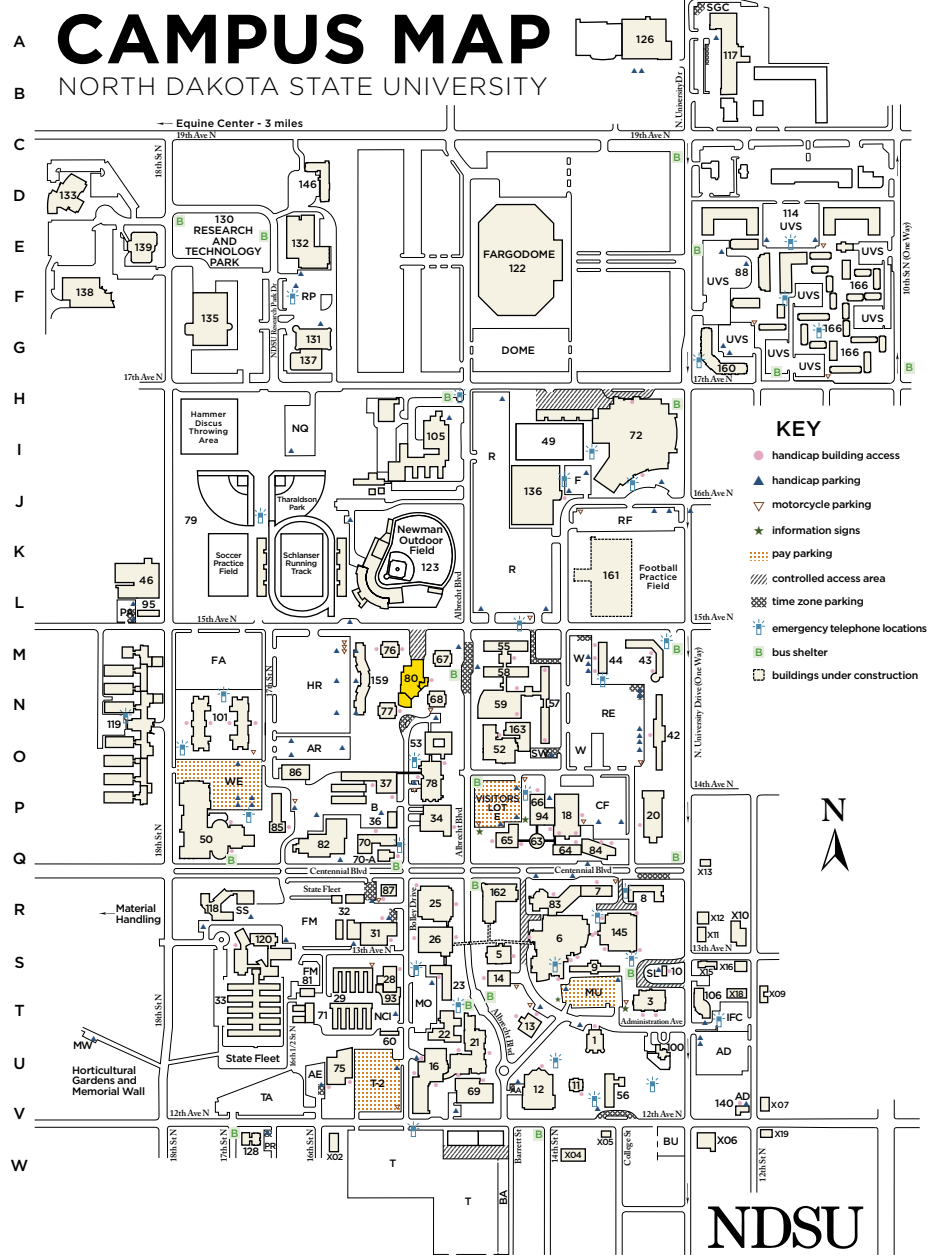 CAMPUS MAP
NORTH DAKOTA STATE UNIVERSITY
A
B
C
D
E
F
G
H
I
J
K
L
M
N
O
P
Q
R
S
T
U
V
W
SGC
126
117
N. University Dr
Equine Center - 3 miles
19th Ave N
19th Ave N
18th St N
B
146
133
B
130
RESEARCH
AND
TECHNOLOGY
PARK
B
132
139
138
135
RP
NDSU Research Park Dr
131
137
FARGODOME
122
DOME
17th Ave N
114
UVS
B
UVS
88
UVS
166
UVS
UVS
166
UVS
UVS
166
UVS
160
B
B
17th Ave N
10th St N (One Way)
Hammer
Discus
Throwing
Area
NQ
B
105
R
49
72
B
136
F
16th Ave N
79
Tharaldson
Park
Soccer
Practice
Field
Schlanser
Running
Track
Newman
Outdoor
Field
123
Albrecht Blvd
R
RF
161
Football
Practice
Field
46
95
15th Ave N
15th Ave N
KEY
handicap building access
handicap parking
motorcycle parking
information signs
pay parking
controlled access area
time zone parking
emergency telephone locations
B
bus shelter
buildings under construction
FA
HR
17th St N
159
76
80
67
B
68
77
55
58
59
57
163
52
SW
W
44
43
B
RE
W
42
N. University Drive (One Way)
119
101
AR
53
86
37
78
14th Ave N
WE
85
50
B
B
36
82
70
70-A
B
34
Albrecht Blvd
B
VISITORS
LOT
E
66
94
18
CF
65
63
64
84
20
B
18th St N
Centennial Blvd
Centennial Blvd
N
X13
Material
Handling
118
SS
State Fleet
87
32
FM
31
13th Ave N
25
Bolley Drive
26
B
162
83
7
8
6
145
5
9
14
B
SL
10
MU
3
X12
X10
X11
13th Ave N
X15
X16
106
X18
X09
IFC
120
33
FM
81
29
28
93
71
NCI
MO
23
B
B
Albrecht Blvd
13
Administration Ave
1
100
AD
18th St N
16th 1/2 St N
State Fleet
60
22
21
16
69
MW
Horticultural
Gardens and
Memorial Wall
AE
75
T-2
TA
AA
12
11
56
140
AD
X07
12th Ave N
12th Ave N
18th St N
17th St N
B
128
PR
16th St N
X02
T
T
BA
Barrett St
B
14th St N
X04
X05
College St
BU
X06
12th St N
X19
NDSU